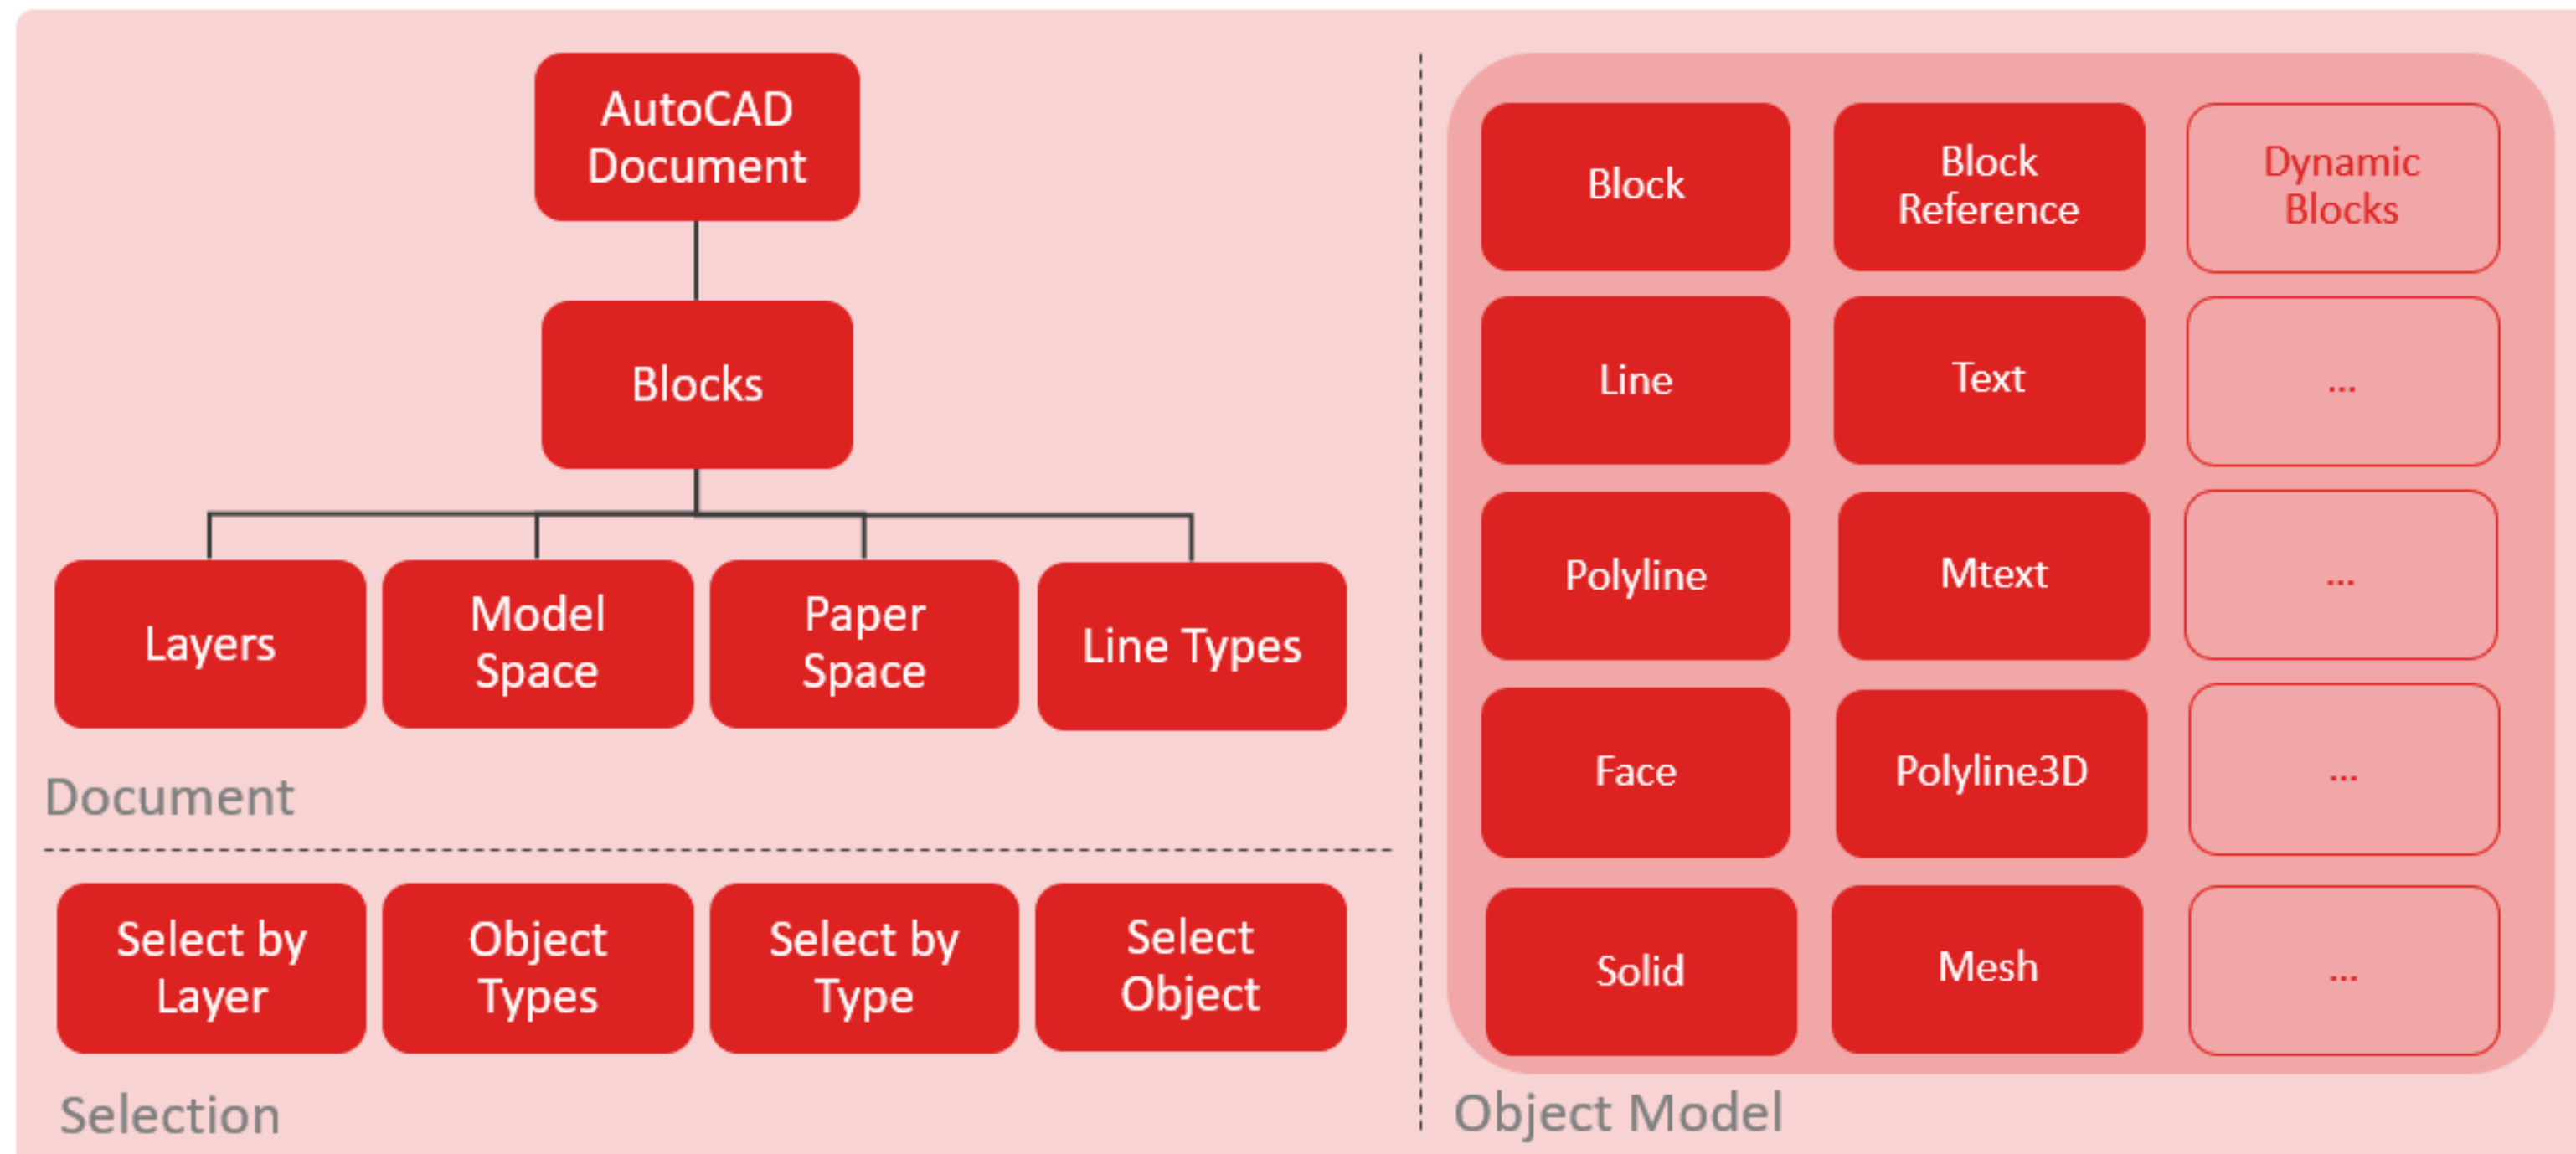 AutoCAD
Document
Blocks
Layers
Model
Space
Paper
Space
Line Types
Document
Select by
Layer
Object
Types
Select by
Type
Select
Object
Selection
Block
Block
Reference
Dynamic
Blocks
Line
Text
...
Polyline
Mtext
...
Face
Polyline3D
...
Solid
Mesh
...
Object Model